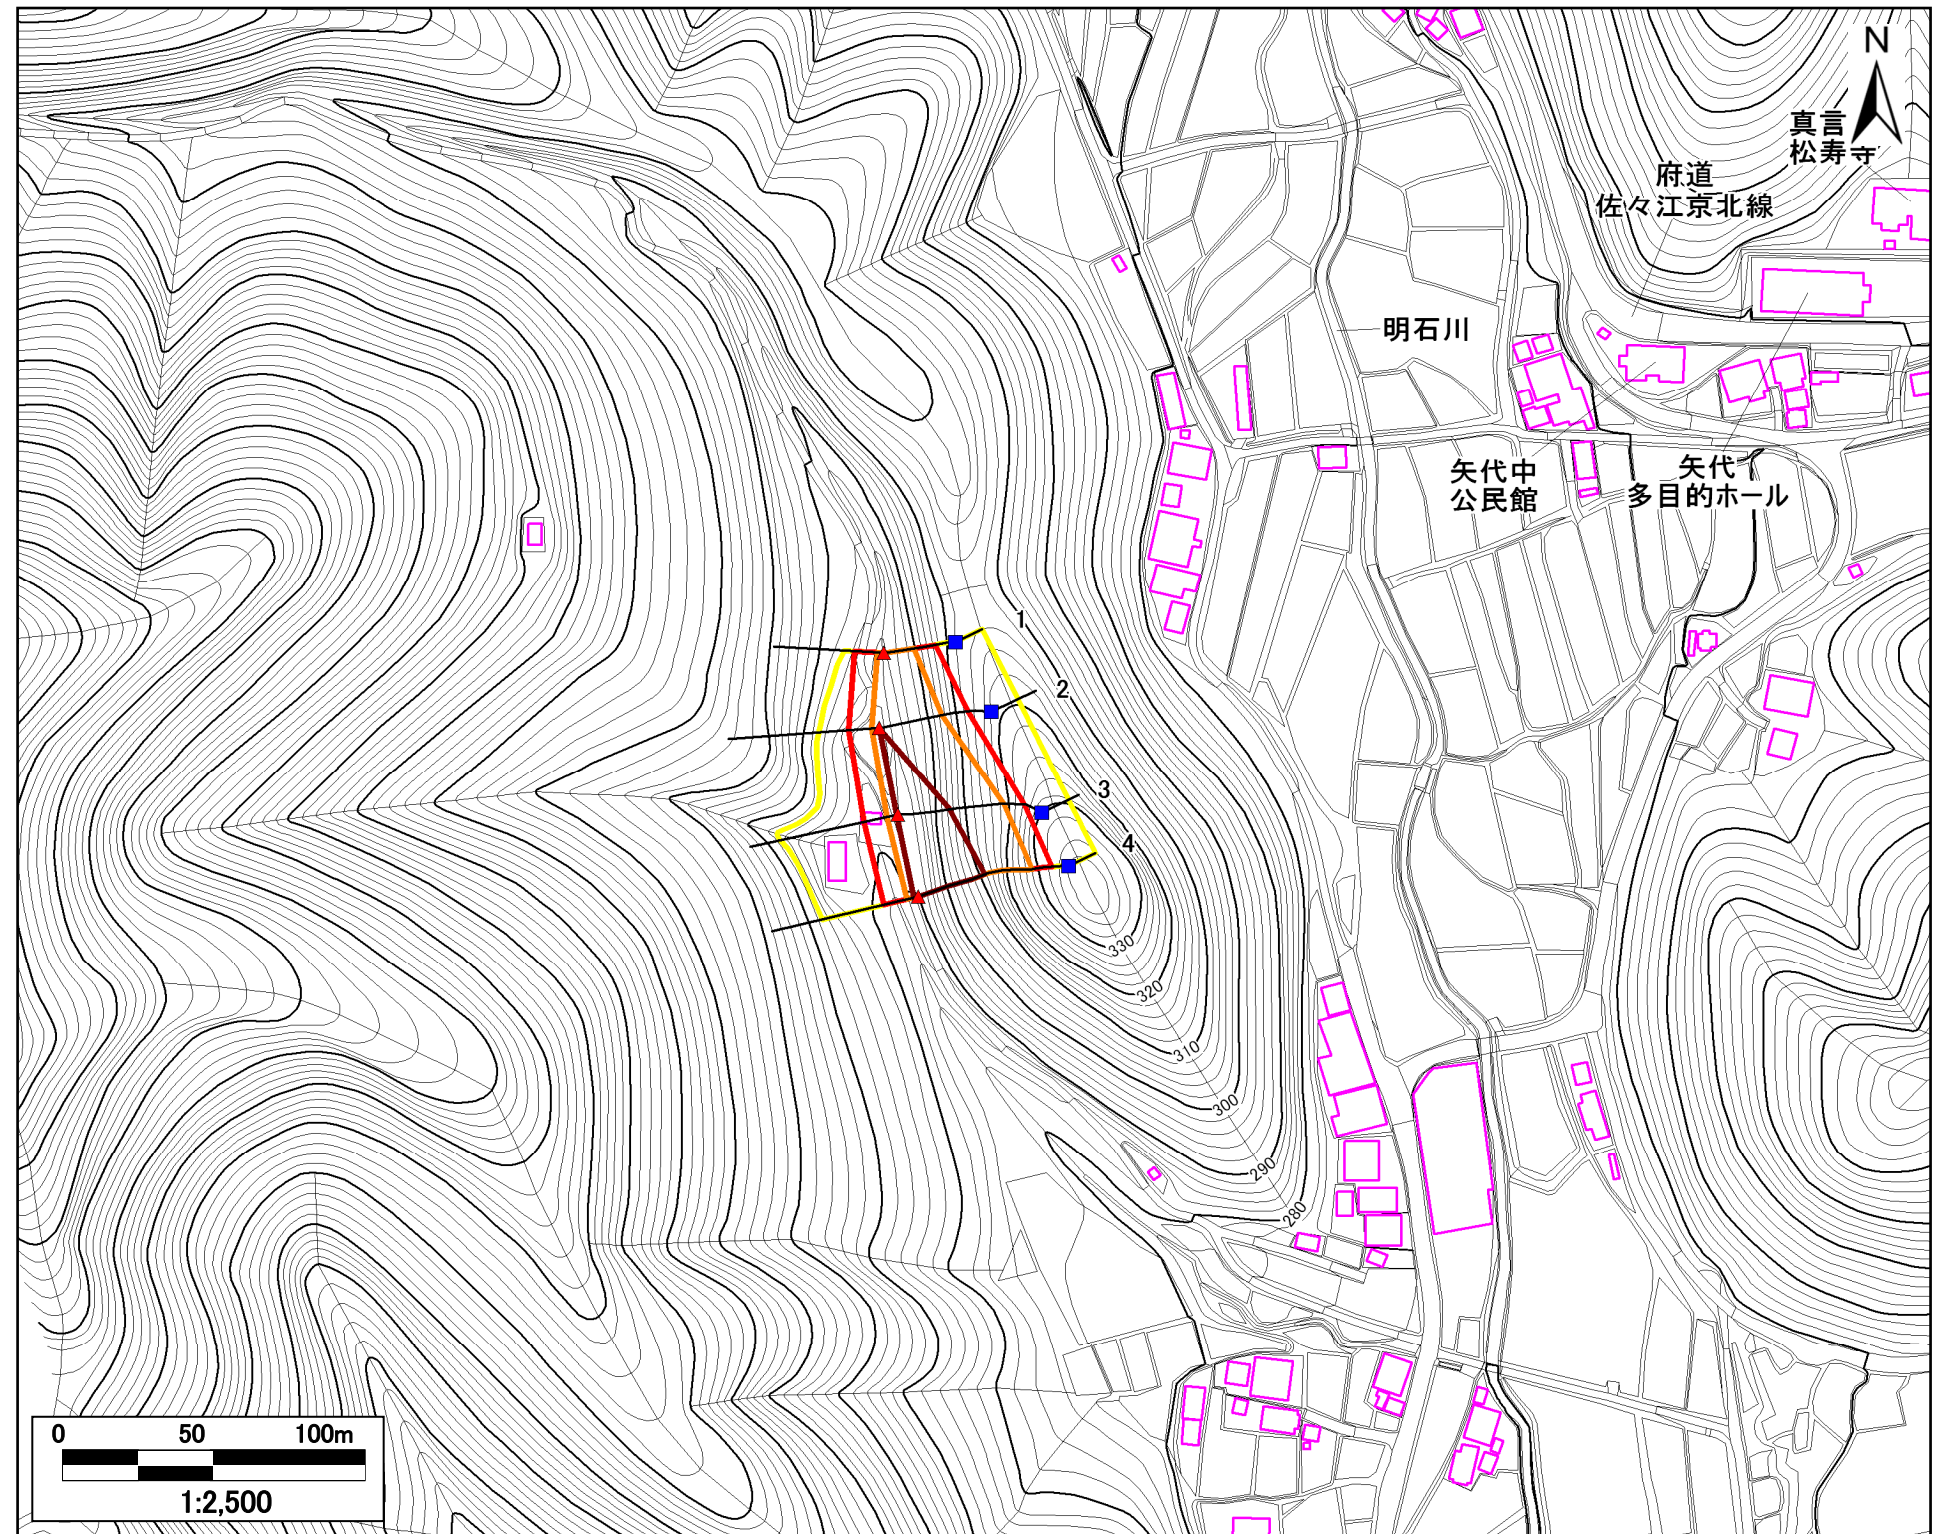 N
真言
松寿寺
府道
佐々江京北線
明石川
矢代中
公民館
矢代
多目的ホール
1
2
3
4
330
320
310
300
290
280
0 50 100m
1:2,500